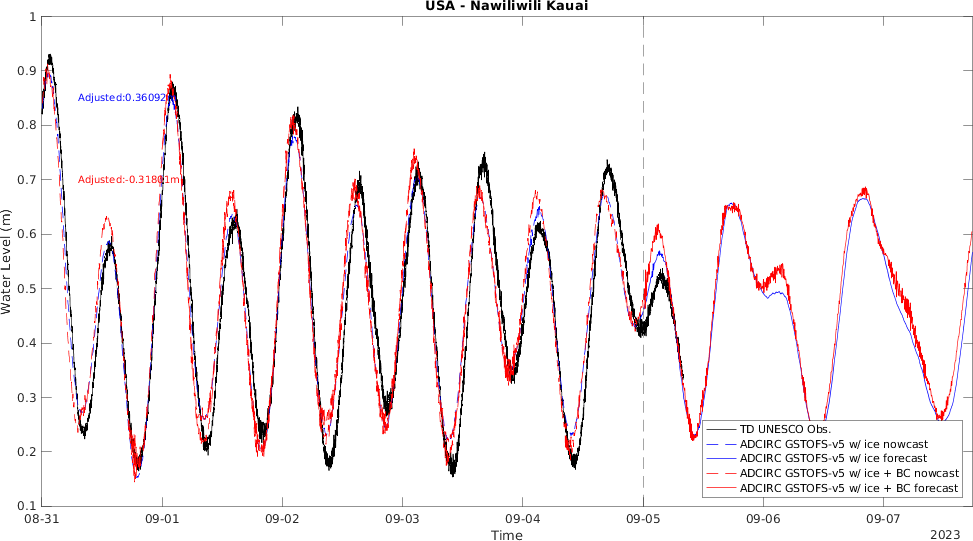 USA - Nawiliwili Kauai
1
0.9
0.8
0.7
0.6
0.5
0.4
0.3
0.2
0.1
Water Level (m)
Adjusted:0.36092
Adjusted:-0.31801m
TD UNESCO Obs.
ADCIRC GSTOFS-v5 w/ ice nowcast
ADCIRC GSTOFS-v5 w/ ice forecast
ADCIRC GSTOFS-v5 w/ ice + BC nowcast
ADCIRC GSTOFS-v5 w/ ice + BC forecast
08-31 09-01 09-02 09-03 09-04 09-05 09-06 09-07
Time
2023